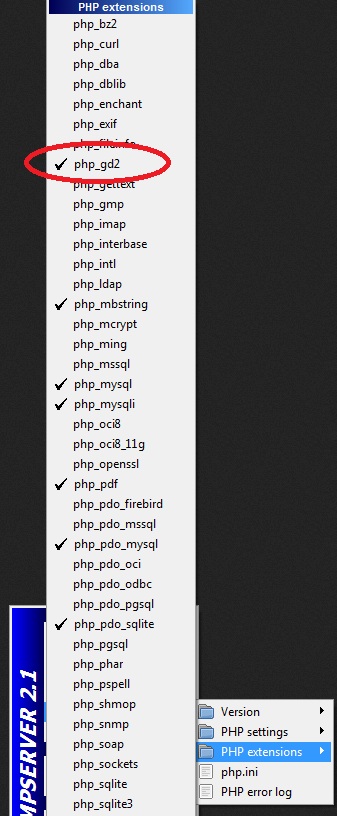 PHP extensions
php_bz2
php_curl
php_dba
php_dblib
php_enchant
php_exif
php_fileinfo
php_gd2
php_gettext
php_gmp
php_imap
php_interbase
php_intl
php_ldap
php_mbstring
php_mcrypt
php_ming
php_mssql
php_mysql
php_mysqli
php_oci8
php_oci8_11g
php_openssl
php_pdf
php_pdo_firebird
php_pdo_mssql
php_pdo_mysql
php_pdo_oci
php_pdo_odbc
php_pdo_pgsql
php_pdo_sqlite
php_pgsql
php_phar
php_pspell
php_shmop
php_snmp
php_soap
php_sockets
php_sqlite
php_sqlite3
MPSERVER 2.1
Version
PHP settings
PHP extensions
php.ini
PHP error log